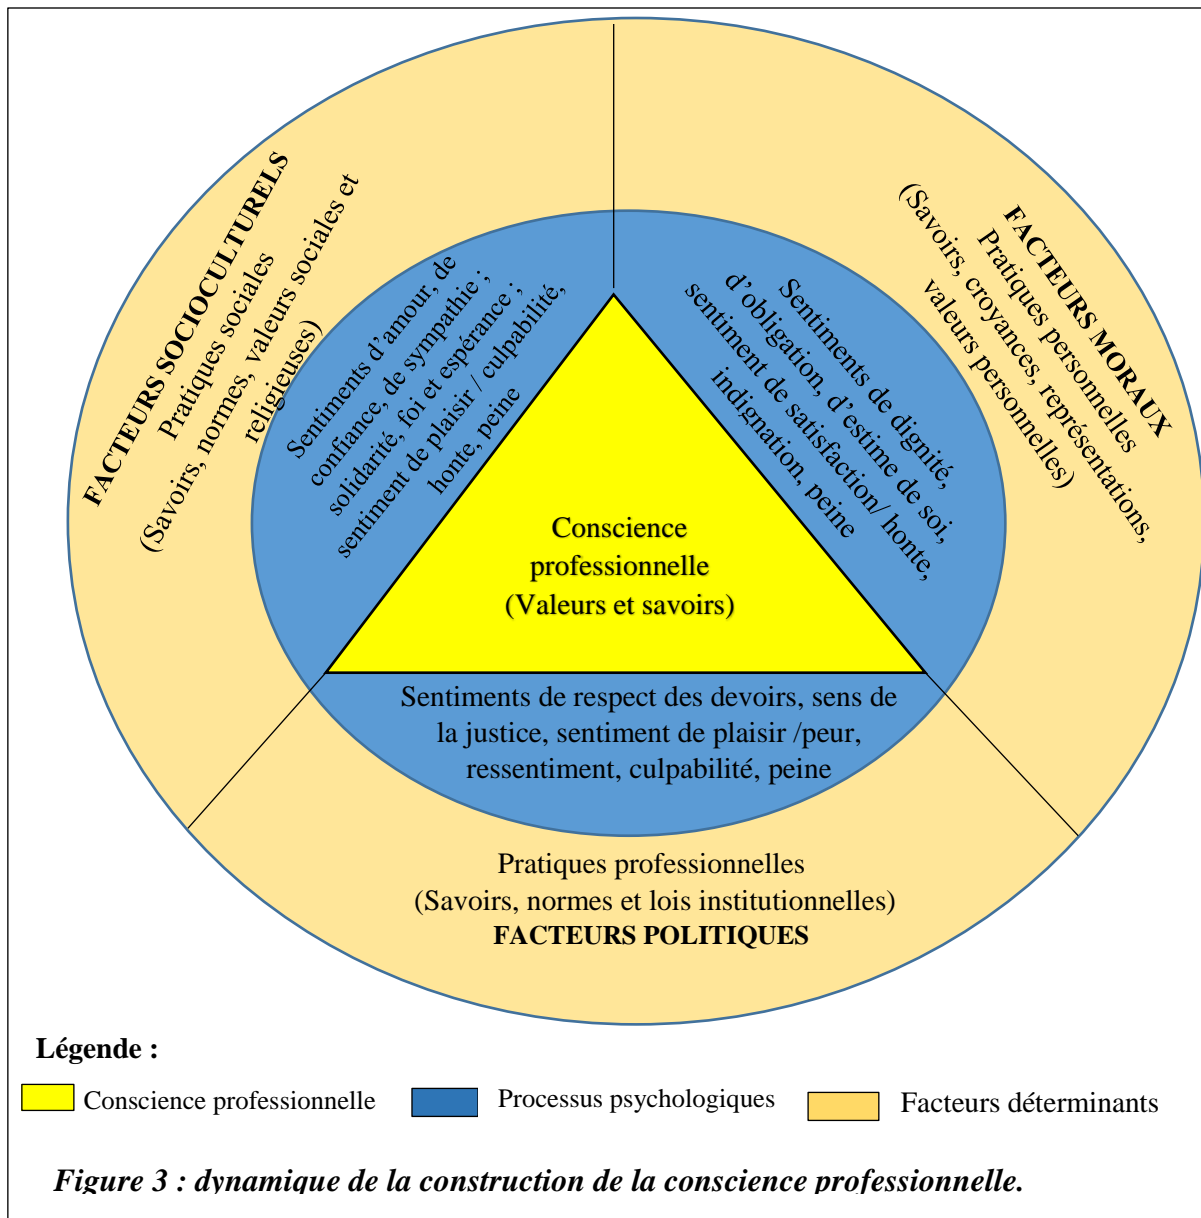 FACTEURS SOCIOCULTURELS
Pratiques sociales
(Savoirs, normes, valeurs sociales et
religieuses)
Sentiments d’amour, de
confiance, de sympathie ;
solidarité, foi et espérance ;
sentiment de plaisir / culpabilité,
honte, peine
FACTEURS MORAUX
Pratiques personnelles
(Savoirs, croyances, représentations,
valeurs personnelles)
Sentiments de dignité,
d’obligation, d’estime de soi,
sentiment de satisfaction/ honte,
indignation, peine
Conscience
professionnelle
(Valeurs et savoirs)
Sentiments de respect des devoirs, sens de
la justice, sentiment de plaisir /peur,
ressentiment, culpabilité, peine
Pratiques professionnelles
(Savoirs, normes et lois institutionnelles)
FACTEURS POLITIQUES
Légende :
Conscience professionnelle
Processus psychologiques
Facteurs déterminants
Figure 3 : dynamique de la construction de la conscience professionnelle.